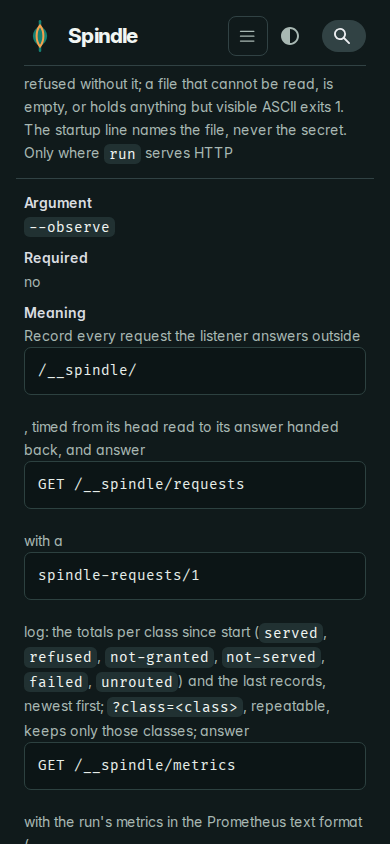 Spindle
refused without it; a file that cannot be read, is
empty, or holds anything but visible ASCII exits 1.
The startup line names the file, never the secret.
Only where run serves HTTP
Argument
--observe
Required
no
Meaning
Record every request the listener answers outside
/__spindle/
, timed from its head read to its answer handed
back, and answer
GET /__spindle/requests
with a
spindle-requests/1
log: the totals per class since start (served,
refused, not-granted, not-served,
failed, unrouted) and the last records,
newest first; ?class=<class>, repeatable,
keeps only those classes; answer
GET /__spindle/metrics
with the run's metrics in the Prometheus text format